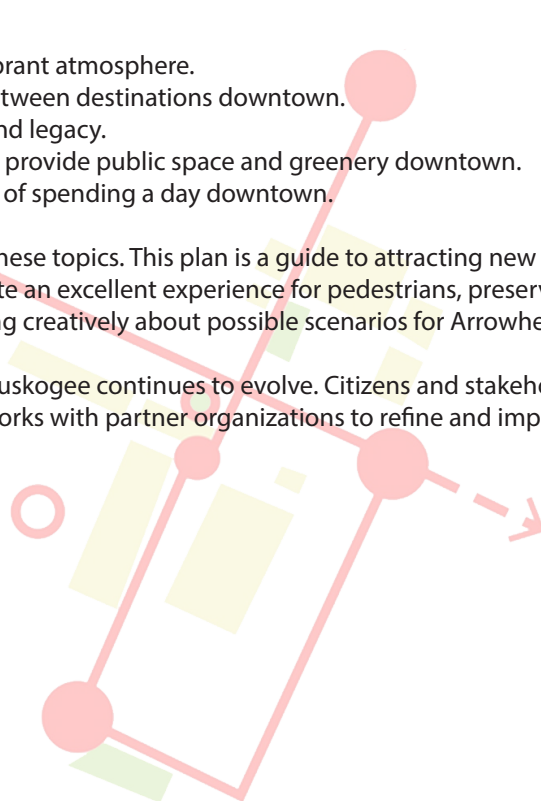 brant atmosphere.
tween destinations downtown.
nd legacy.
provide public space and greenery downtown.
of spending a day downtown.
hese topics. This plan is a guide to attracting new
te an excellent experience for pedestrians, preserv
ng creatively about possible scenarios for Arrowhe
uskogee continues to evolve. Citizens and stakeho
orks with partner organizations to refine and imp